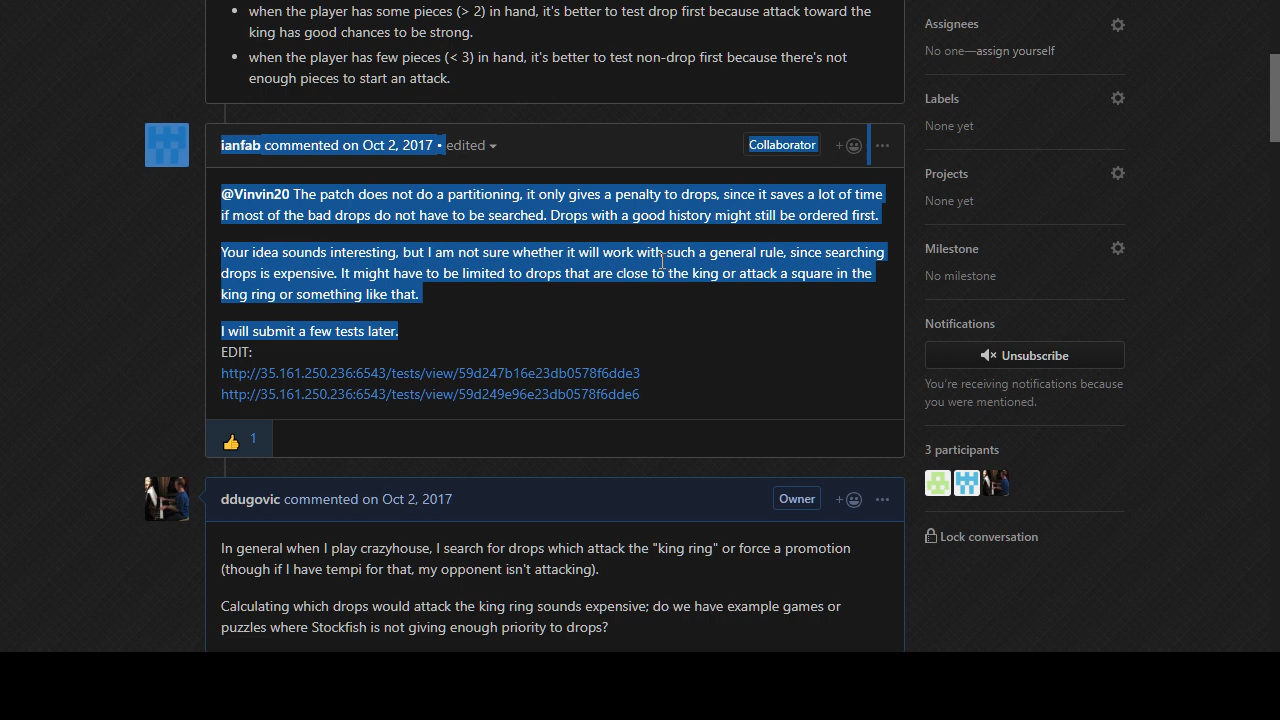 when the player has some pieces (> 2) in hand, it's better to test drop first because attack toward the
king has good chances to be strong.
when the player has few pieces (< 3) in hand, it's better to test non-drop first because there's not
enough pieces to start an attack.
ianfab commented on Oct 2, 2017 • edited
Collaborator
@Vinvin20 The patch does not do a partitioning, it only gives a penalty to drops, since it saves a lot of time
if most of the bad drops do not have to be searched. Drops with a good history might still be ordered first.
Your idea sounds interesting, but I am not sure whether it will work with such a general rule, since searching
drops is expensive. It might have to be limited to drops that are close to the king or attack a square in the
king ring or something like that.
I will submit a few tests later.
EDIT:
http://35.161.250.236:6543/tests/view/59d247b16e23db0578f6dde3
http://35.161.250.236:6543/tests/view/59d249e96e23db0578f6dde6
1
ddugovic commented on Oct 2, 2017
Owner
In general when I play crazyhouse, I search for drops which attack the "king ring" or force a promotion
(though if I have tempi for that, my opponent isn't attacking).
Calculating which drops would attack the king ring sounds expensive; do we have example games or
puzzles where Stockfish is not giving enough priority to drops?
Assignees
No one—assign yourself
Labels
None yet
Projects
None yet
Milestone
No milestone
Notifications
Unsubscribe
You're receiving notifications because
you were mentioned.
3 participants
Lock conversation